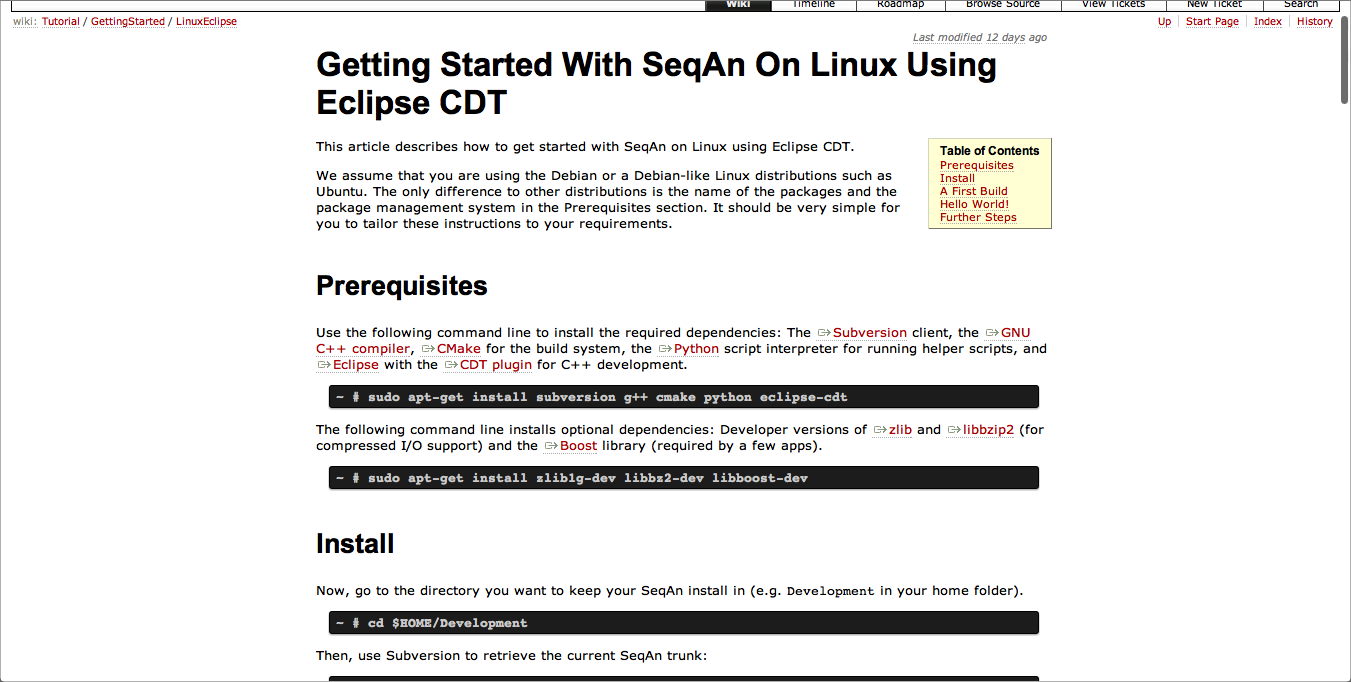 Wiki Timeline Roadmap Browse Source View Tickets New Ticket Search
wiki: Tutorial / GettingStarted / LinuxEclipse Up Start Page Index History
Last modified 12 days ago
Getting Started With SeqAn On Linux Using
Eclipse CDT
This article describes how to get started with SeqAn on Linux using Eclipse CDT.
We assume that you are using the Debian or a Debian-like Linux distributions such as
Ubuntu. The only difference to other distributions is the name of the packages and the
package management system in the Prerequisites section. It should be very simple for
you to tailor these instructions to your requirements.
Table of Contents
Prerequisites
Install
A First Build
Hello World!
Further Steps
Prerequisites
Use the following command line to install the required dependencies: The Subversion client, the GNU
C++ compiler, CMake for the build system, the Python script interpreter for running helper scripts, and
Eclipse with the CDT plugin for C++ development.
~ # sudo apt-get install subversion g++ cmake python eclipse-cdt
The following command line installs optional dependencies: Developer versions of zlib and libbzip2 (for
compressed I/O support) and the Boost library (required by a few apps).
~ # sudo apt-get install zlib1g-dev libbz2-dev libboost-dev
Install
Now, go to the directory you want to keep your SeqAn install in (e.g. Development in your home folder).
~ # cd $HOME/Development
Then, use Subversion to retrieve the current SeqAn trunk: